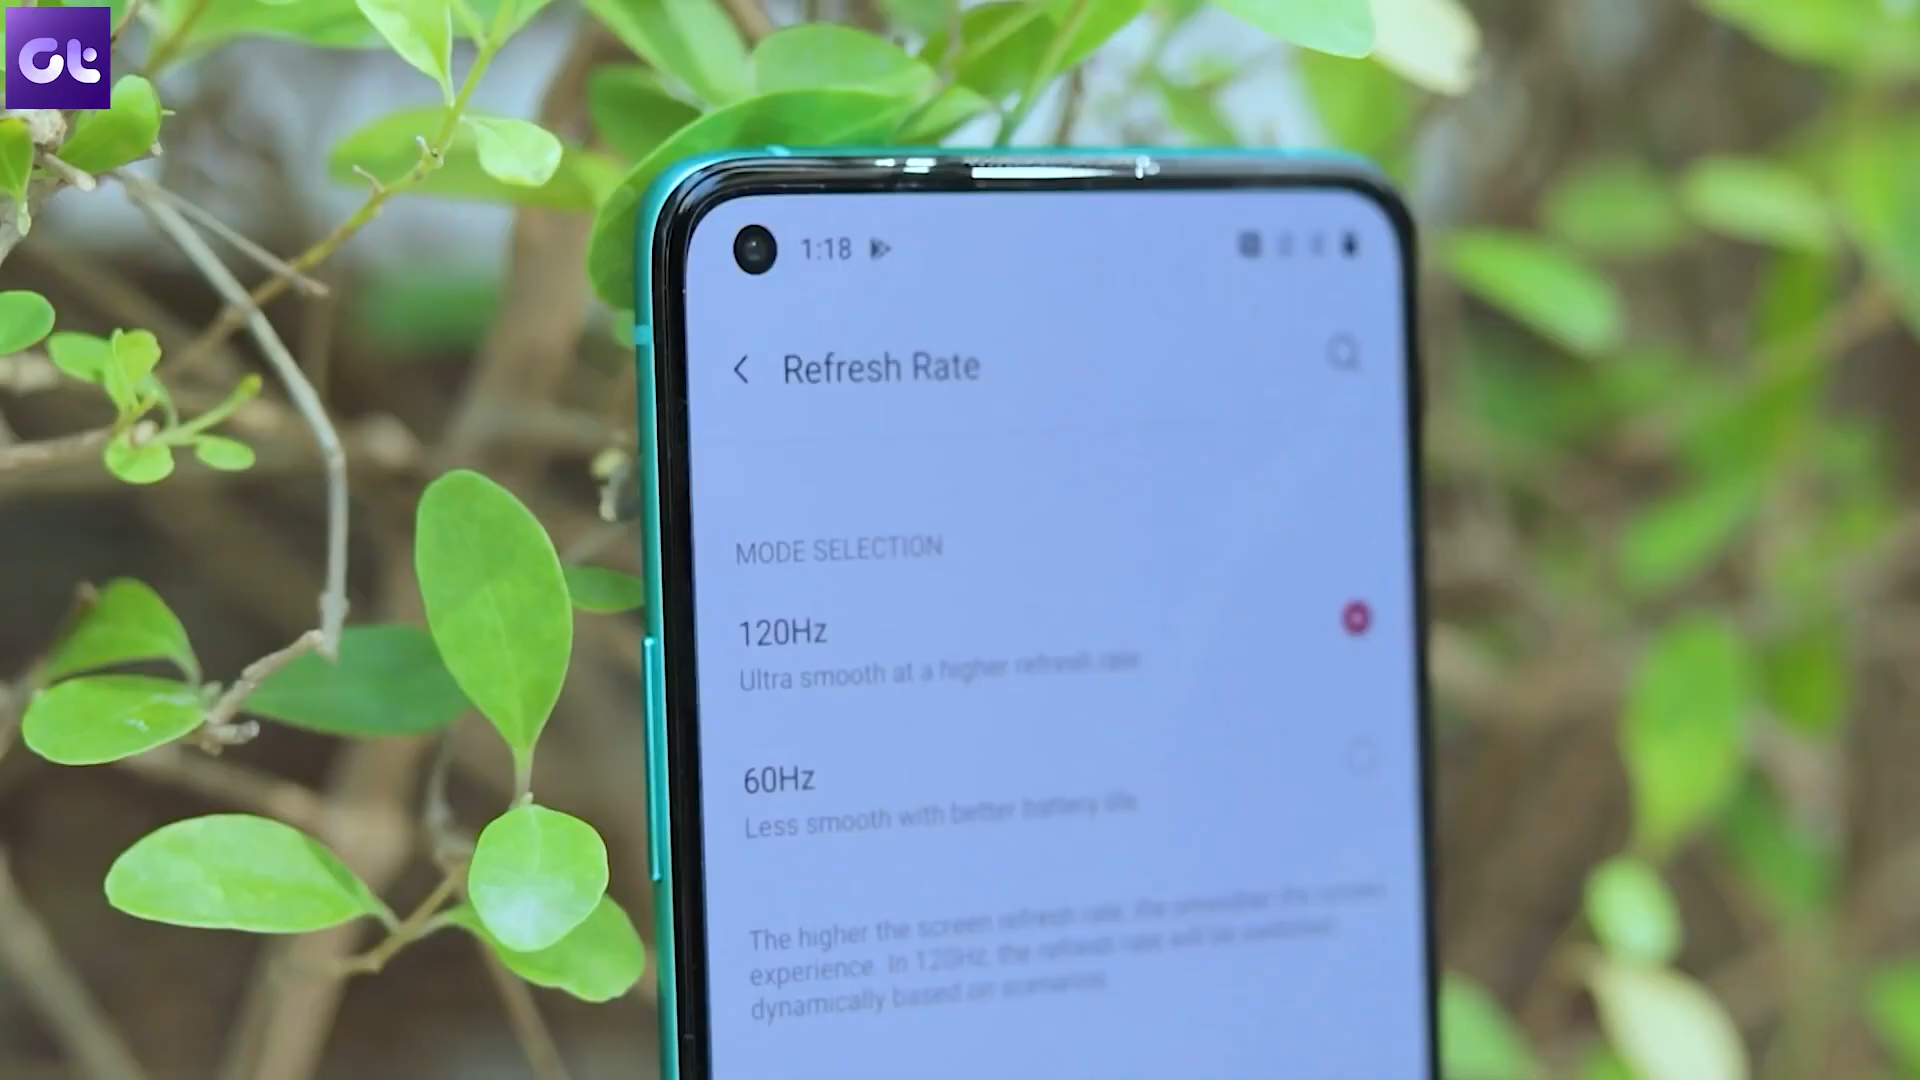 Gt
1:18
Refresh Rate
MODE SELECTION
120Hz
Ultra smooth at a higher refresh rate
60Hz
Less smooth with better battery life
The higher the screen refresh rate, the smoother the screen
experience. In 120Hz, the refresh rate will be switched
dynamically based on scenarios.